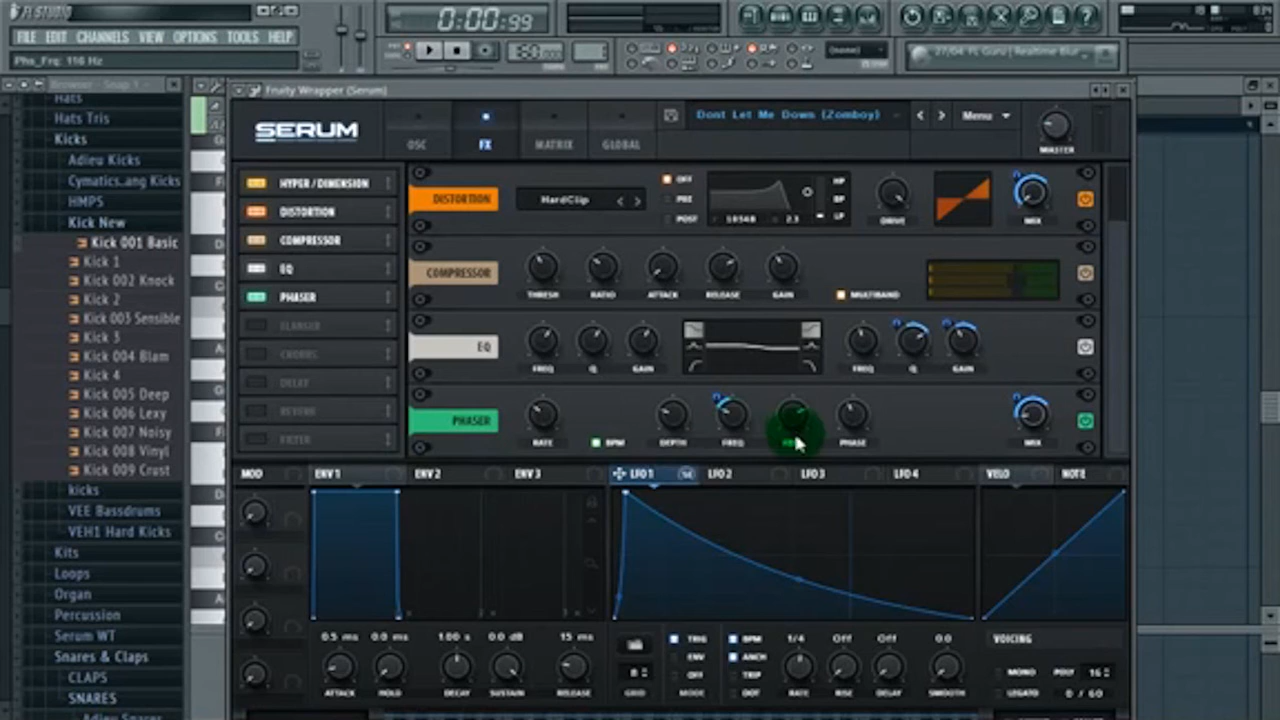 FL STUDIO
0:00:99
FILE EDIT CHANNELS VIEW OPTIONS TOOLS HELP
(none)
Phs_Frq: 116 Hz
Fruity Wrapper (Serum)
Hats
Hats Tris
Kicks
Adieu Kicks
Cymatics..ang Kicks
HMPS
Kick New
Kick 001 Basic
Kick 1
Kick 002 Knock
Kick 2
Kick 003 Sensible
Kick 3
Kick 004 Blam
Kick 4
Kick 005 Deep
Kick 006 Lexy
Kick 007 Noisy
Kick 008 Vinyl
Kick 009 Crust
kicks
VEE Bassdrums
VEH1 Hard Kicks
Kits
Loops
Organ
Percussion
Serum WT
Snares & Claps
CLAPS
SNARES
SERUM
OSC FX MATRIX GLOBAL
Dont Let Me Down (Zomboy)
Menu
MASTER
HYPER / DIMENSION
DISTORTION
COMPRESSOR
EQ
PHASER
FLANGER
CHORUS
DELAY
REVERB
FILTER
DISTORTION
HardClip
OFF
PRE
POST
HP
BP
LP
DRIVE
MIX
COMPRESSOR
THRESH RATIO ATTACK RELEASE GAIN
MULTIBAND
EQ
FREQ Q GAIN
FREQ Q GAIN
PHASER
RATE BPM DEPTH FREQ PHASE MIX
MOD ENV 1 ENV 2 ENV 3 LFO 1 LFO 2 LFO 3 LFO 4 VELO NOTE
0.5 ms 0.0 ms 1.00 s 0.0 dB 15 ms
ATTACK HOLD DECAY SUSTAIN RELEASE
GRID
TRIG
ENV
OFF
MODE
BPM
ANCH
TRIP
DOT
1/4 Off Off 0.0
RATE RISE DELAY SMOOTH
VOICING
MONO POLY 16
LEGATO 0 / 60